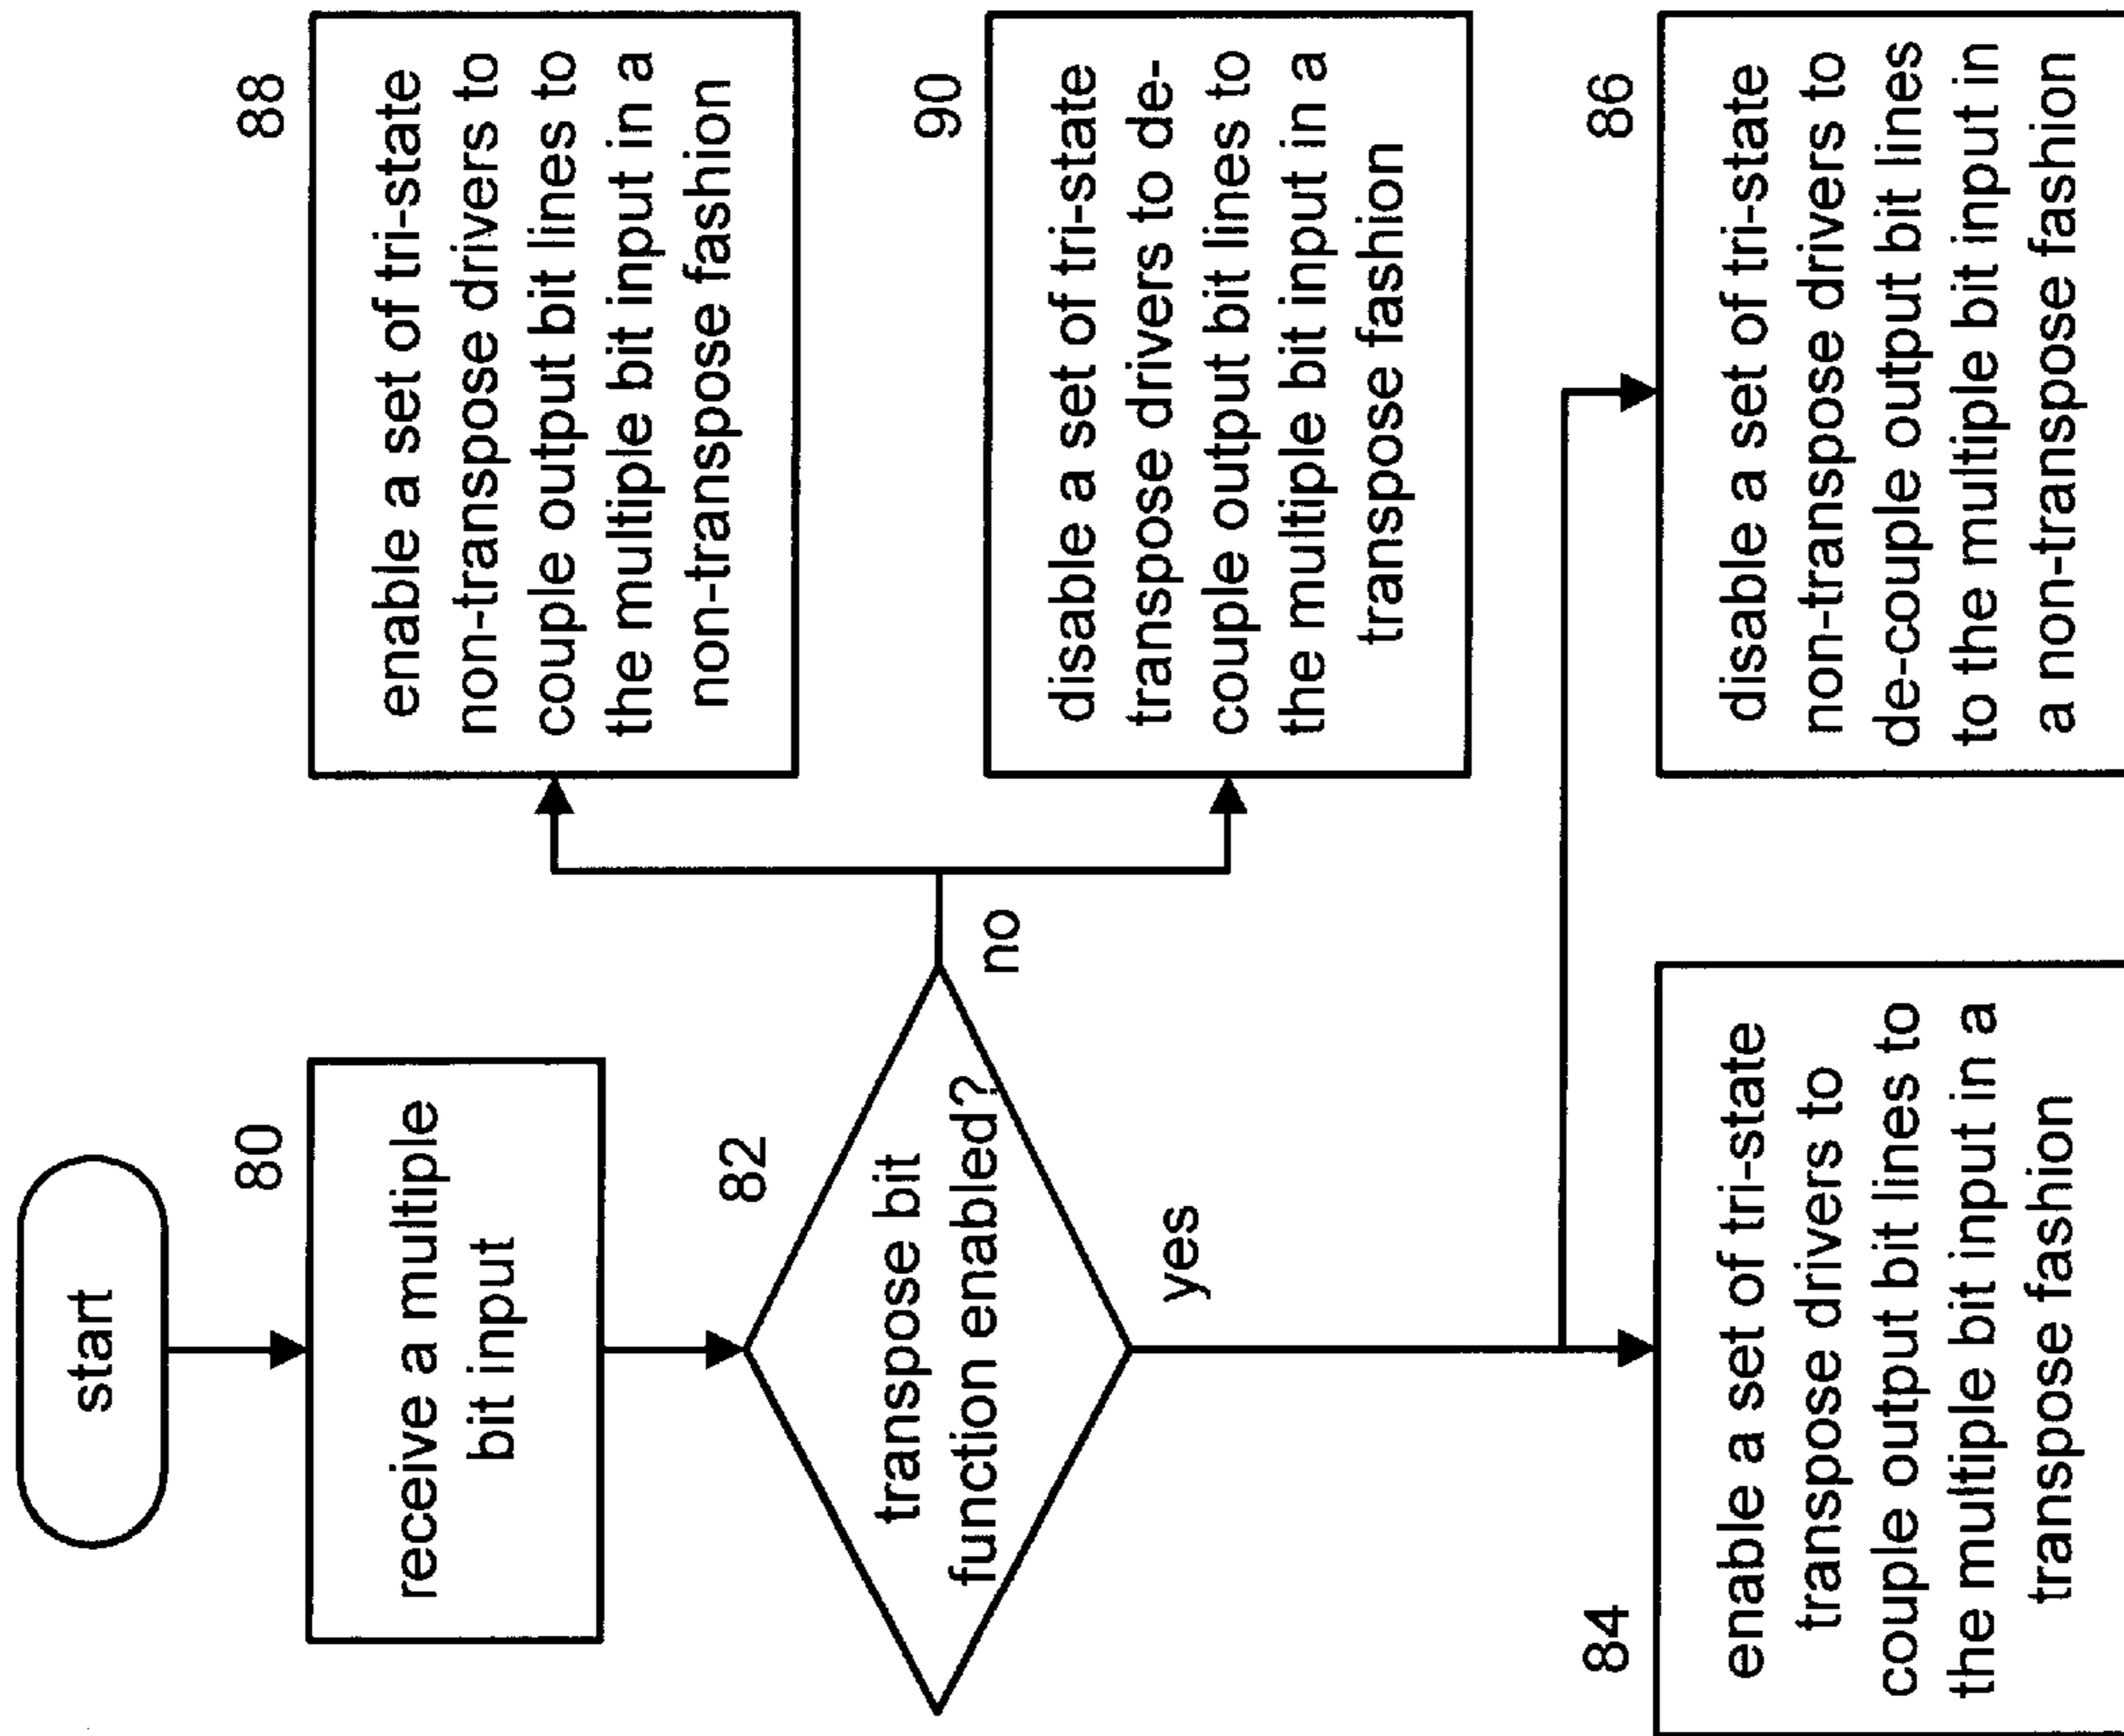 start
80
receive a multiple
bit input
82
transpose bit
function enabled?
no
yes
88
enable a set of tri-state
non-transpose drivers to
couple output bit lines to
the multiple bit input in a
non-transpose fashion
90
disable a set of tri-state
transpose drivers to de-
couple output bit lines to
the multiple bit input in a
transpose fashion
84
enable a set of tri-state
transpose drivers to
couple output bit lines to
the multiple bit input in a
transpose fashion
86
disable a set of tri-state
non-transpose drivers to
de-couple output bit lines
to the multiple bit input in
a non-transpose fashion